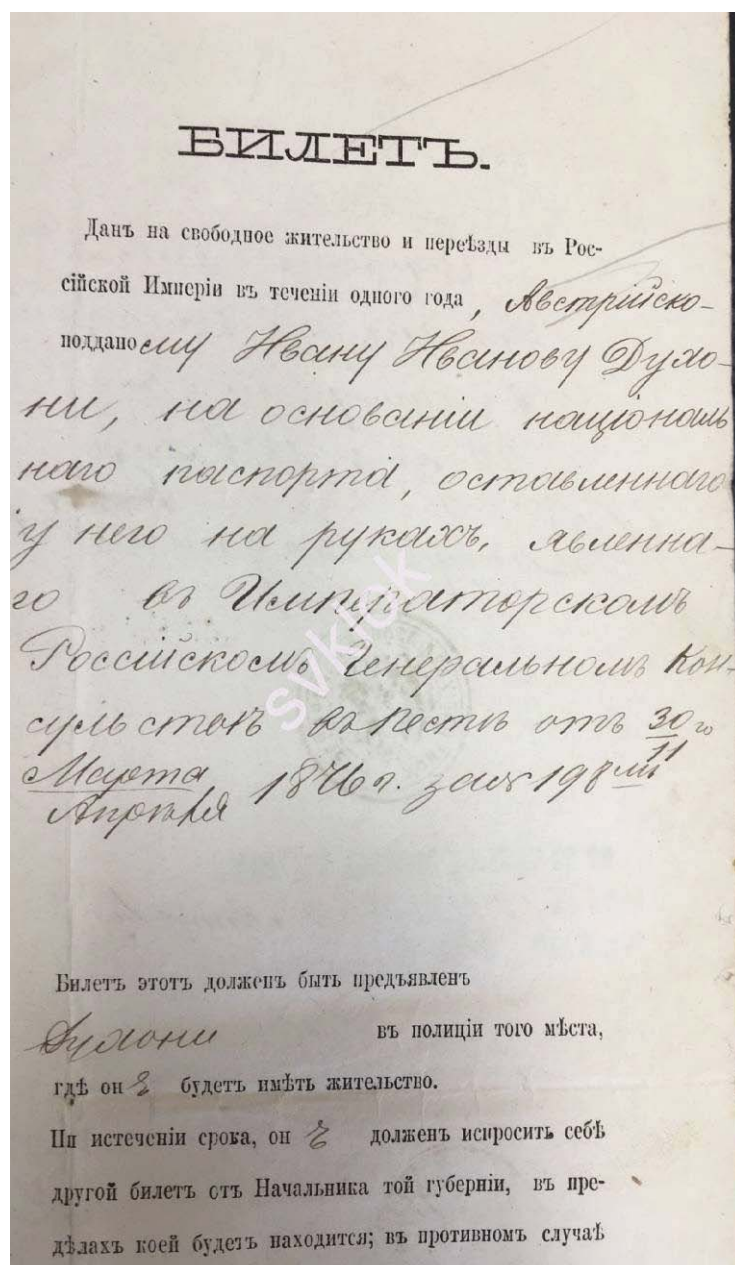 БИЛЕТЪ.
Данъ на свободное жительство и переѣзды въ Рос-
сійской Имперіи въ теченіи одного года, Австрійско-
подданому Ивану Иванову Духо-
ни, на основаніи національ
наго паспорта, оставленнаго
у него на рукахъ, явленна-
го въ Императорскомъ
Россійскомъ Генеральномъ Кон-
сульствѣ въ Пестѣ отъ 30го
Марта 11
Апрѣля 1876 г. за № 198
Билетъ этотъ долженъ быть предъявленъ
Духони въ полиціи того мѣста,
гдѣ онъ будетъ имѣть жительство.
По истеченіи срока, онъ долженъ испросить себѣ
другой билетъ отъ Начальника той губерніи, въ пре-
дѣлахъ коей будетъ находится; въ противномъ случаѣ
svklok